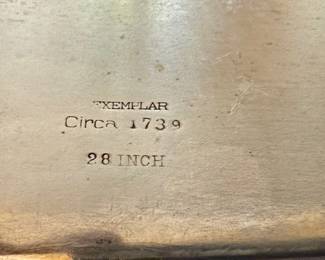 EXEMPLAR
Circa 1739
28 INCH